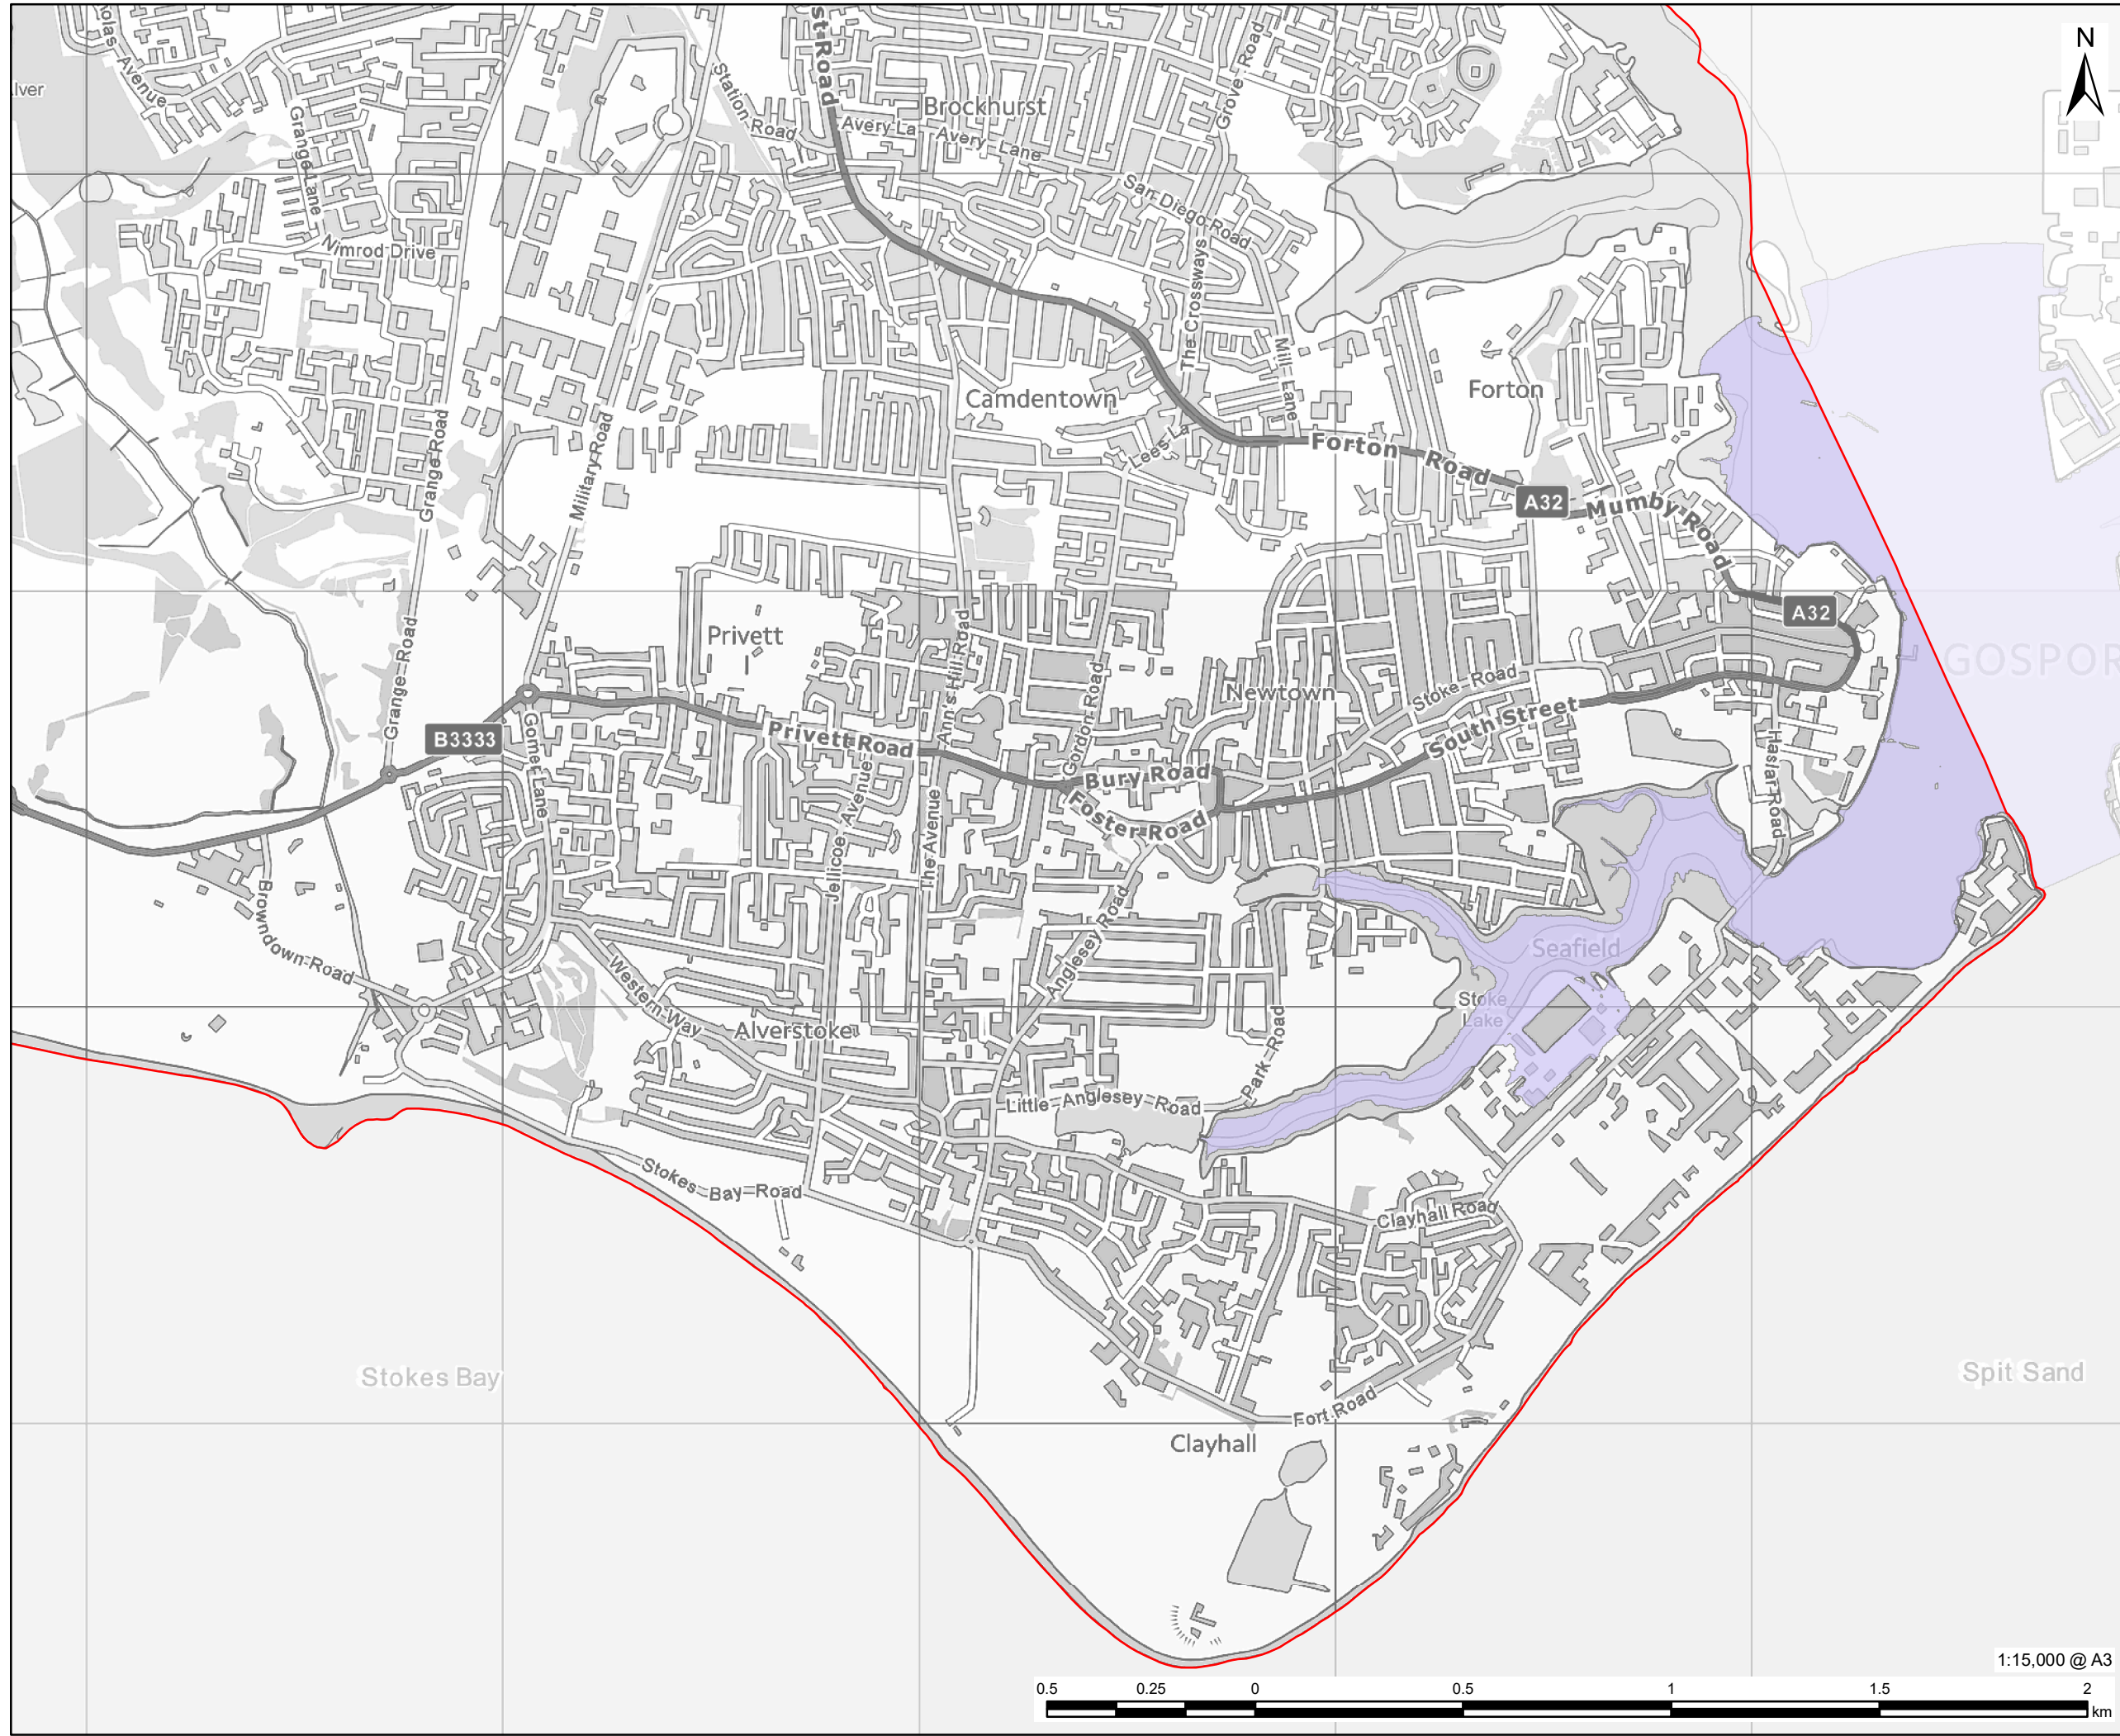 N
st Road
olas Avenue
lver
Station Road
Brockhurst
Grove Road
Grange Lane
Avery La
Avery Lane
San Diego Road
Nimrod Drive
The Crossways
Mill Lane
Camdentown
Forton
Grange Road
Military Road
Lees La
Forton Road
A32
Mumby Road
A32
Privett
Ann's Hill Road
Grange Road
GOSPOR
Newtown
Stoke Road
Gordon Road
B3333
Gomer Lane
Privett Road
South Street
Haslar Road
Bury Road
Foster Road
Jellicoe Avenue
The Avenue
Browndown Road
Anglesey Road
Seafield
Western Way
Stoke
Lake
Alverstoke
Park Road
Little Anglesey Road
Stokes Bay Road
Clayhall Road
Stokes Bay
Spit Sand
Fort Road
Clayhall
1:15,000 @ A3
0.5 0.25 0 0.5 1 1.5 2
km